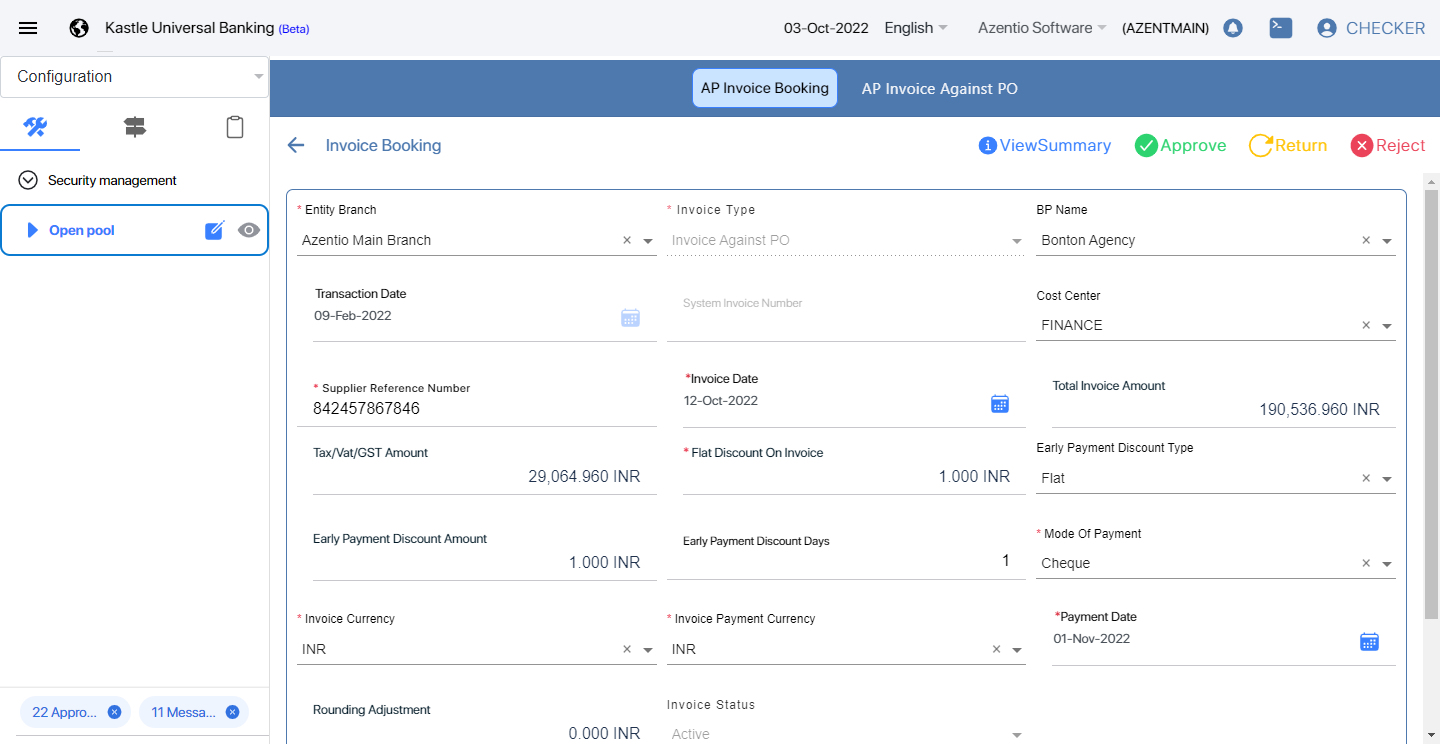 Kastle Universal Banking (Beta)
03-Oct-2022
English
Azentio Software
(AZENTMAIN)
CHECKER
Configuration
AP Invoice Booking
AP Invoice Against PO
Security management
Open pool
22 Appro...
11 Messa...
Invoice Booking
ViewSummary
Approve
Return
Reject
* Entity Branch
Azentio Main Branch
* Invoice Type
Invoice Against PO
BP Name
Bonton Agency
Transaction Date
09-Feb-2022
System Invoice Number
Cost Center
FINANCE
* Supplier Reference Number
842457867846
*Invoice Date
12-Oct-2022
Total Invoice Amount
190,536.960 INR
Tax/Vat/GST Amount
29,064.960 INR
* Flat Discount On Invoice
1.000 INR
Early Payment Discount Type
Flat
Early Payment Discount Amount
1.000 INR
Early Payment Discount Days
1
* Mode Of Payment
Cheque
* Invoice Currency
INR
* Invoice Payment Currency
INR
*Payment Date
01-Nov-2022
Rounding Adjustment
0.000 INR
Invoice Status
Active